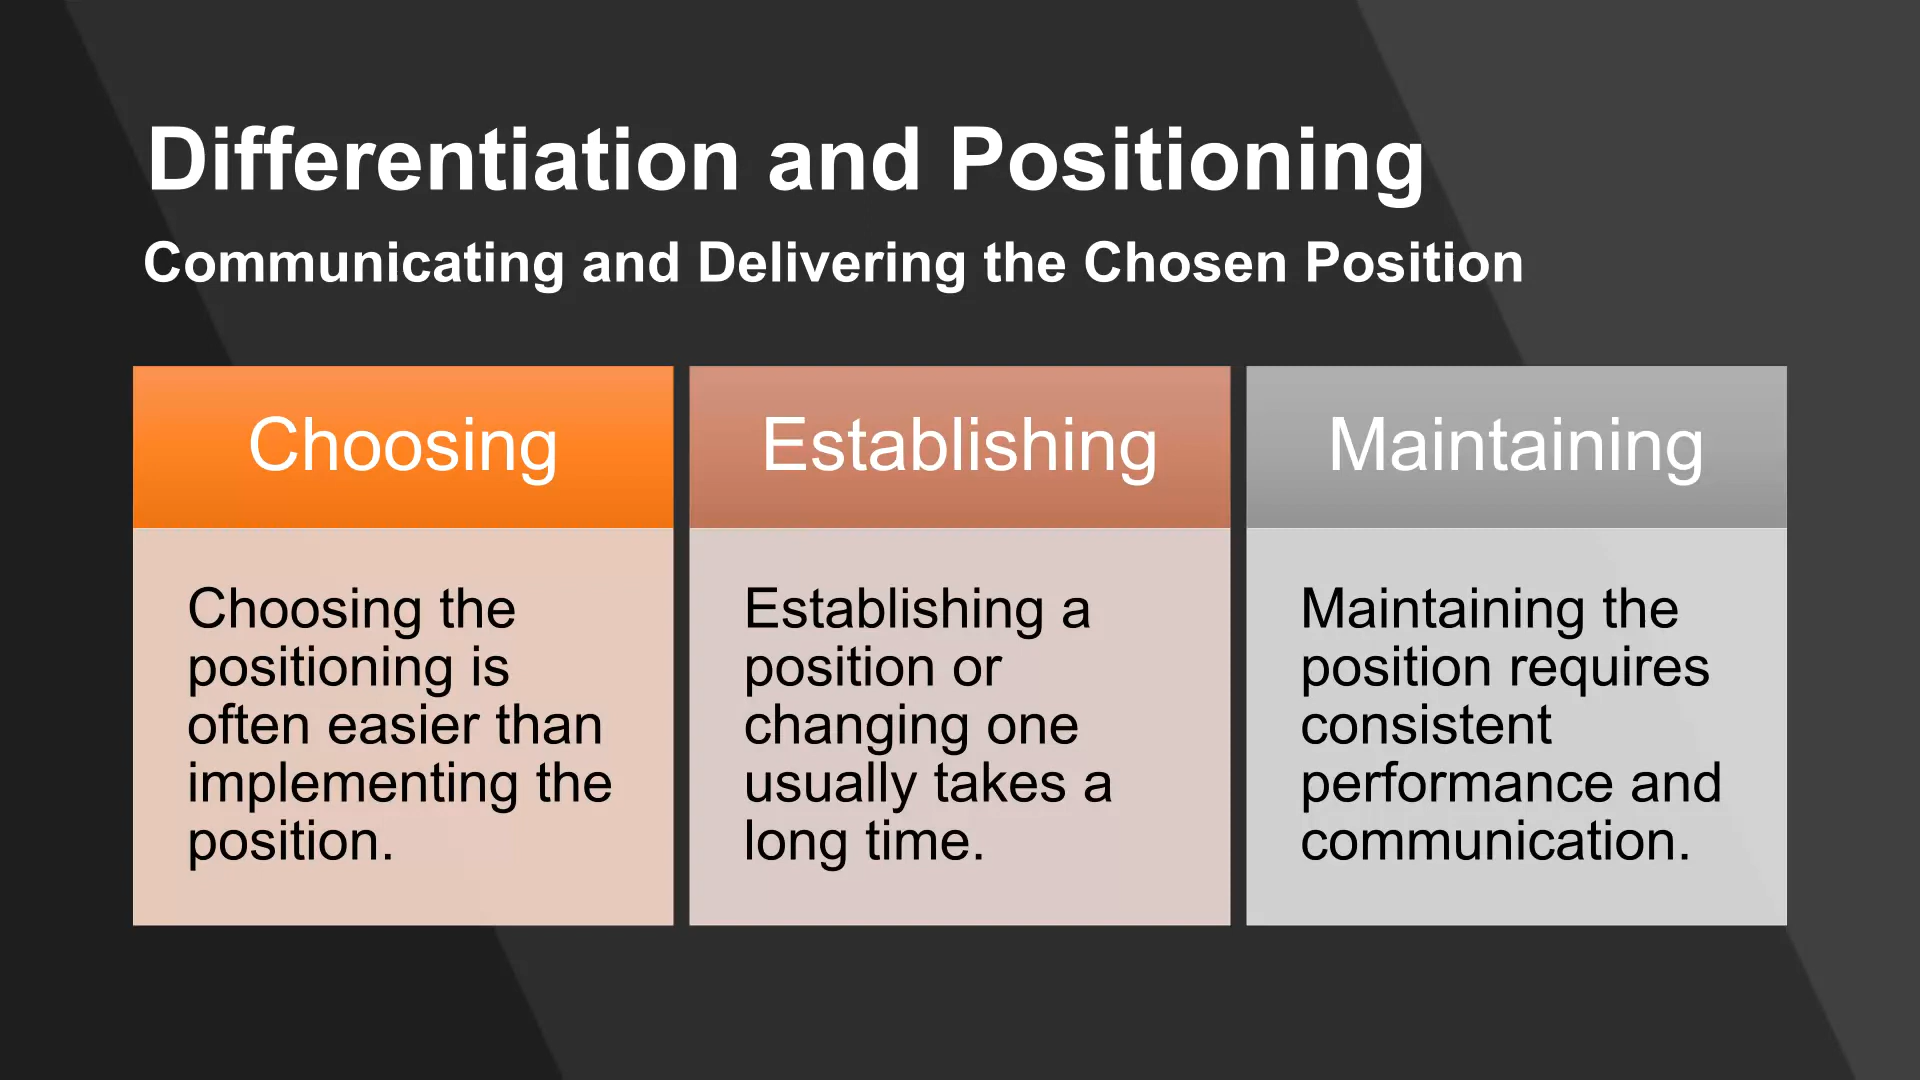 Differentiation and Positioning
Communicating and Delivering the Chosen Position
Choosing
Choosing the
positioning is
often easier than
implementing the
position.
Establishing
Establishing a
position or
changing one
usually takes a
long time.
Maintaining
Maintaining the
position requires
consistent
performance and
communication.